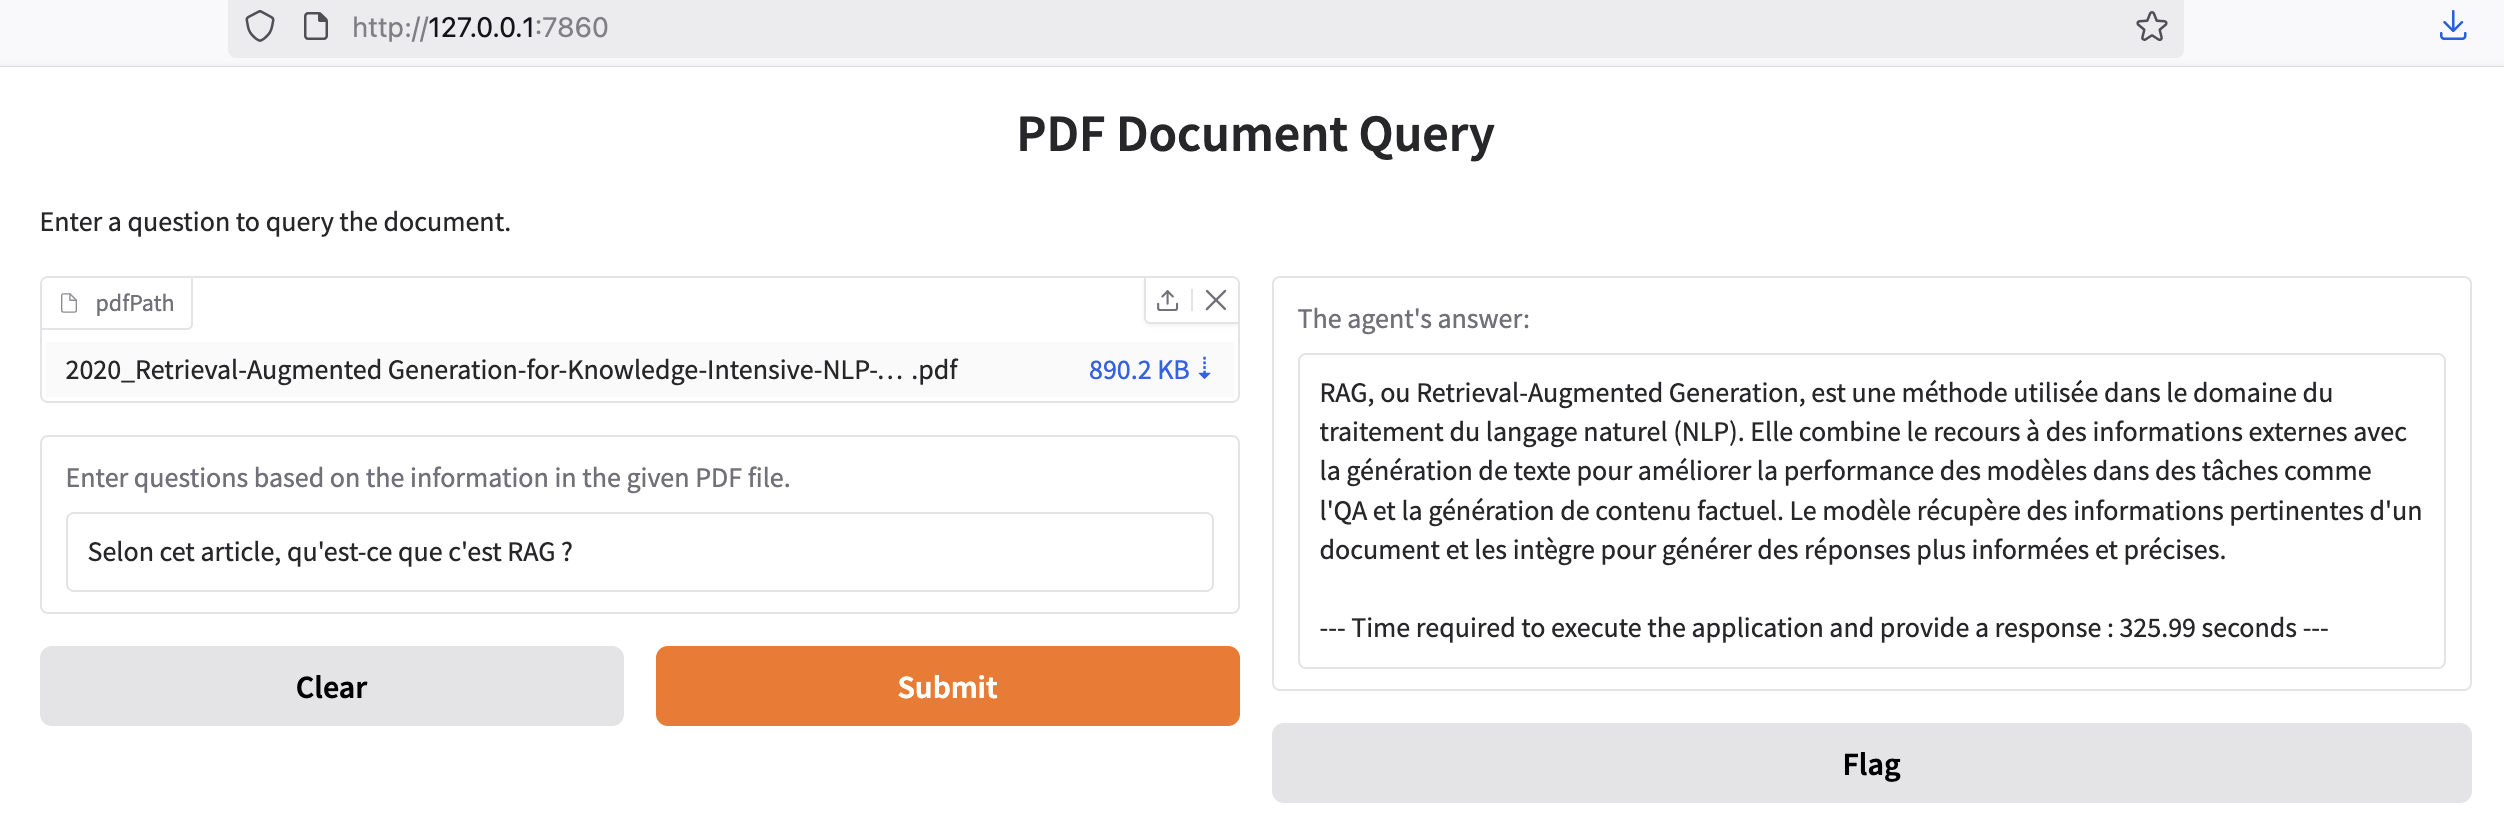 http://127.0.0.1:7860
PDF Document Query
Enter a question to query the document.
pdfPath
2020_Retrieval-Augmented Generation-for-Knowledge-Intensive-NLP-... .pdf 890.2 KB ⇣
Enter questions based on the information in the given PDF file.
Selon cet article, qu'est-ce que c'est RAG ?
Clear
Submit
The agent's answer:
RAG, ou Retrieval-Augmented Generation, est une méthode utilisée dans le domaine du
traitement du langage naturel (NLP). Elle combine le recours à des informations externes avec
la génération de texte pour améliorer la performance des modèles dans des tâches comme
l'QA et la génération de contenu factuel. Le modèle récupère des informations pertinentes d'un
document et les intègre pour générer des réponses plus informées et précises.
--- Time required to execute the application and provide a response : 325.99 seconds ---
Flag